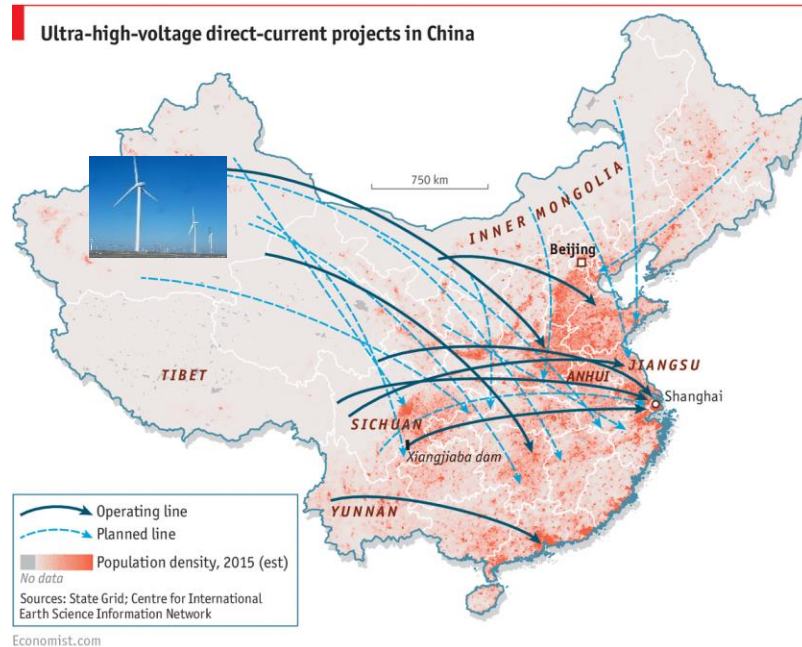 Ultra-high-voltage direct-current projects in China
750 km
INNER MONGOLIA
Beijing
TIBET
JIANGSU
ANHUI
Shanghai
SICHUAN
Xiangjiaba dam
YUNNAN
Operating line
Planned line
Population density, 2015 (est)
No data
Sources: State Grid; Centre for International
Earth Science Information Network
Economist.com